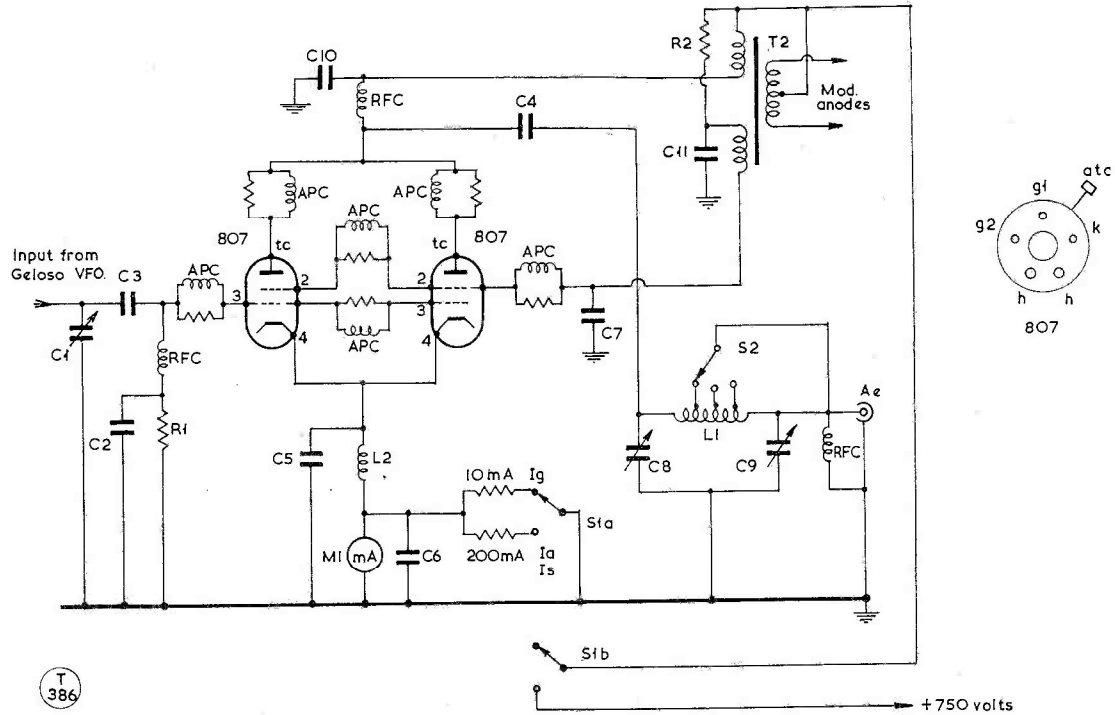 C10
RFC
C4
R2
T2
Mod.
anodes
C11
APC
APC
APC
807
tc
tc
807
APC
Input from
Geloso VFO.
C3
APC
3
2
2
3
4
4
APC
C7
C1
RFC
C2
R1
C5
L2
10mA
Ig
S1a
M1
mA
C6
200mA
Ia
Is
S2
L1
C8
C9
RFC
Ae
g1
atc
g2
k
h
h
807
S1b
+750 volts
T
386